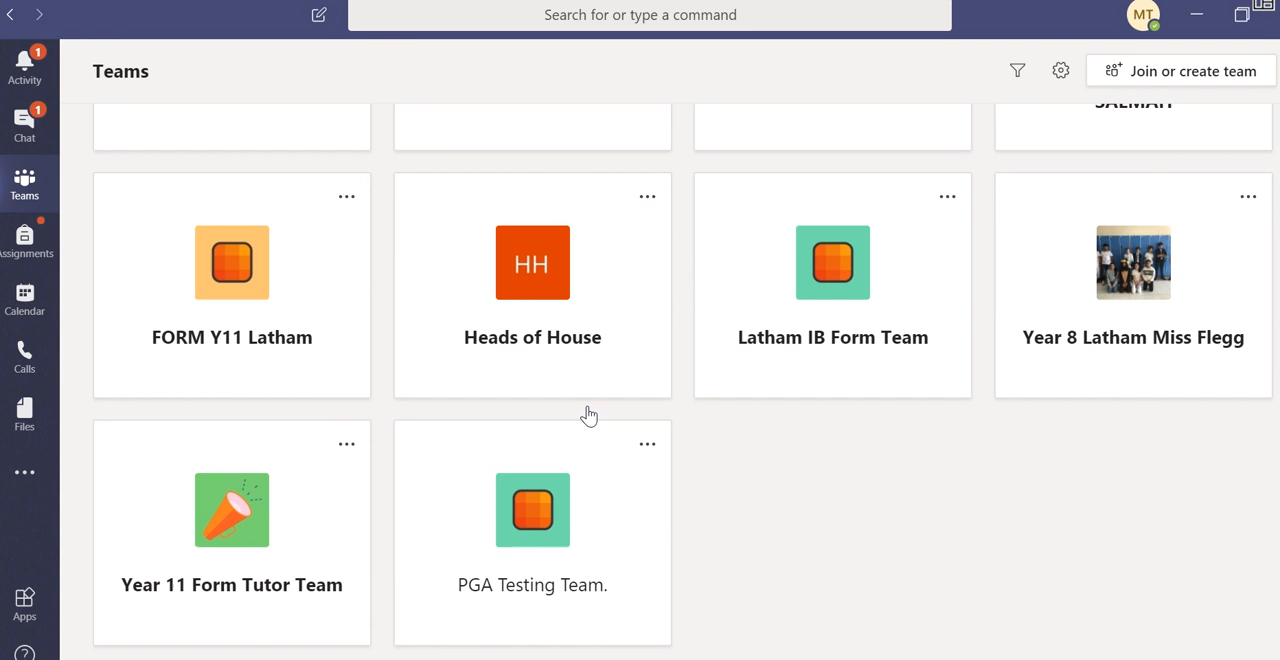 Search for or type a command
MT
1
Activity
Teams
Join or create team
1
Chat
Teams
FORM Y11 Latham
HH
Heads of House
Latham IB Form Team
Year 8 Latham Miss Flegg
Assignments
Calendar
Calls
Files
Year 11 Form Tutor Team
PGA Testing Team.
Apps